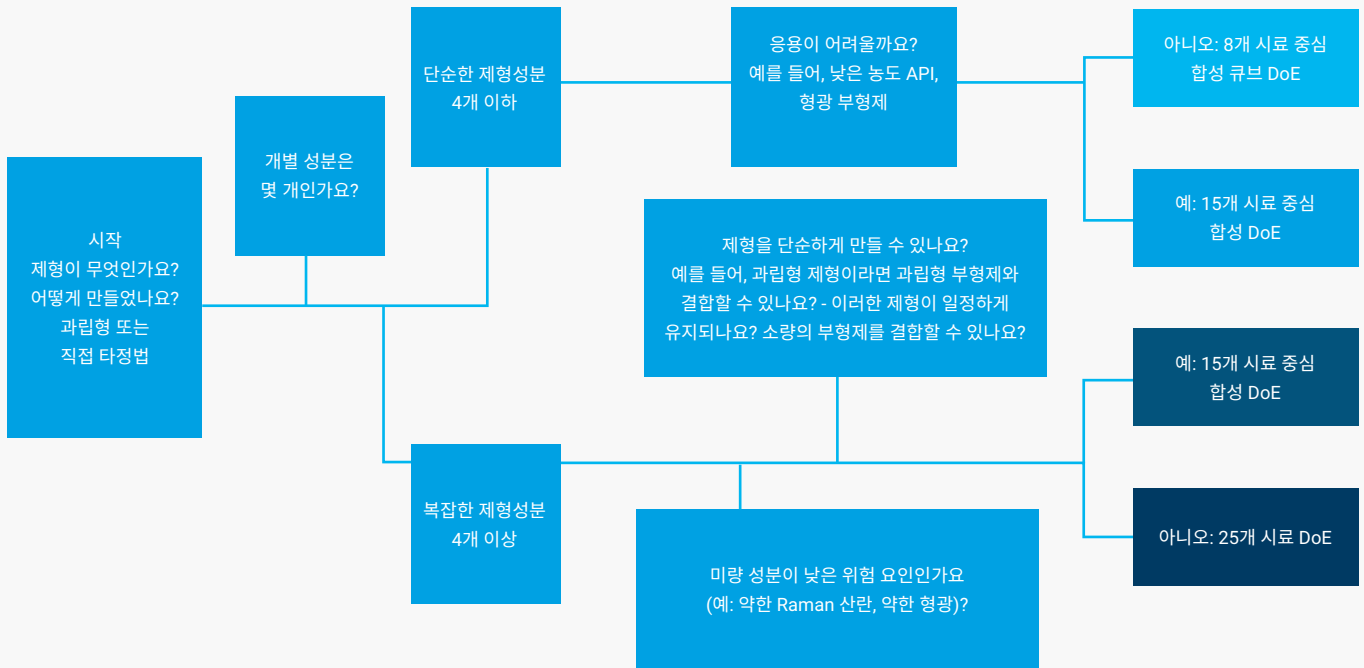 시작
제형이 무엇인가요?
어떻게 만들었나요?
과립형 또는
직접 타정법
개별 성분은
몇 개인가요?
단순한 제형성분
4개 이하
응용이 어려울까요?
예를 들어, 낮은 농도 API,
형광 부형제
아니오: 8개 시료 중심
합성 큐브 DoE
예: 15개 시료 중심
합성 DoE
제형을 단순하게 만들 수 있나요?
예를 들어, 과립형 제형이라면 과립형 부형제와
결합할 수 있나요? - 이러한 제형이 일정하게
유지되나요? 소량의 부형제를 결합할 수 있나요?
복잡한 제형성분
4개 이상
미량 성분이 낮은 위험 요인인가요
(예: 약한 Raman 산란, 약한 형광)?
예: 15개 시료 중심
합성 DoE
아니오: 25개 시료 DoE